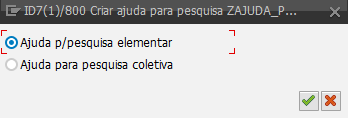 ID7(1)/800 Criar ajuda para pesquisa ZAJUDA_P...
Ajuda p/pesquisa elementar
Ajuda para pesquisa coletiva